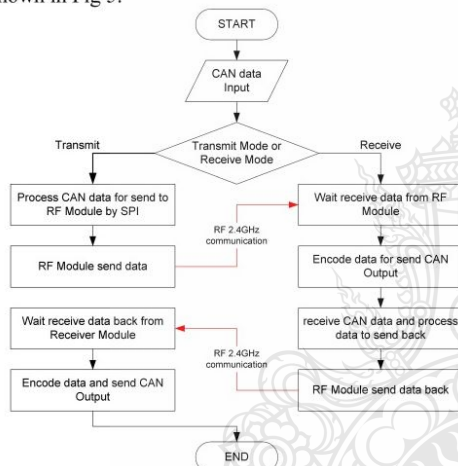 nown in Fig 5.
START
CAN data
Input
Transmit Mode or
Receive Mode
Transmit
Receive
Process CAN data for send to
RF Module by SPI
RF Module send data
RF 2.4GHz
communication
Wait receive data from RF
Module
Encode data for send CAN
Output
receive CAN data and process
data to send back
RF Module send data back
RF 2.4GHz
communication
Wait receive data back from
Receiver Module
Encode data and send CAN
Output
END